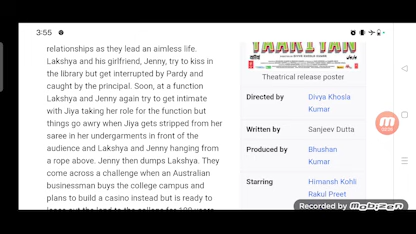 3:55
relationships as they lead an aimless life.
Lakshya and his girlfriend, Jenny, try to kiss in
the library but get interrupted by Pardy and
caught by the principal. Soon, at a function
Lakshya and Jenny again try to get intimate
with Jiya taking her role for the function but
things go awry when Jiya gets stripped from her
saree in her undergarments in front of the
audience and Lakshya and Jenny hanging from
a rope above. Jenny then dumps Lakshya. They
come across a challenge when an Australian
businessman buys the college campus and
plans to build a casino instead but is ready to
YAARIYAN
Theatrical release poster
Directed by
Divya Khosla
Kumar
Written by
Sanjeev Dutta
Produced by
Bhushan
Kumar
Starring
Himansh Kohli
Rakul Preet
Recorded by
Mobizen